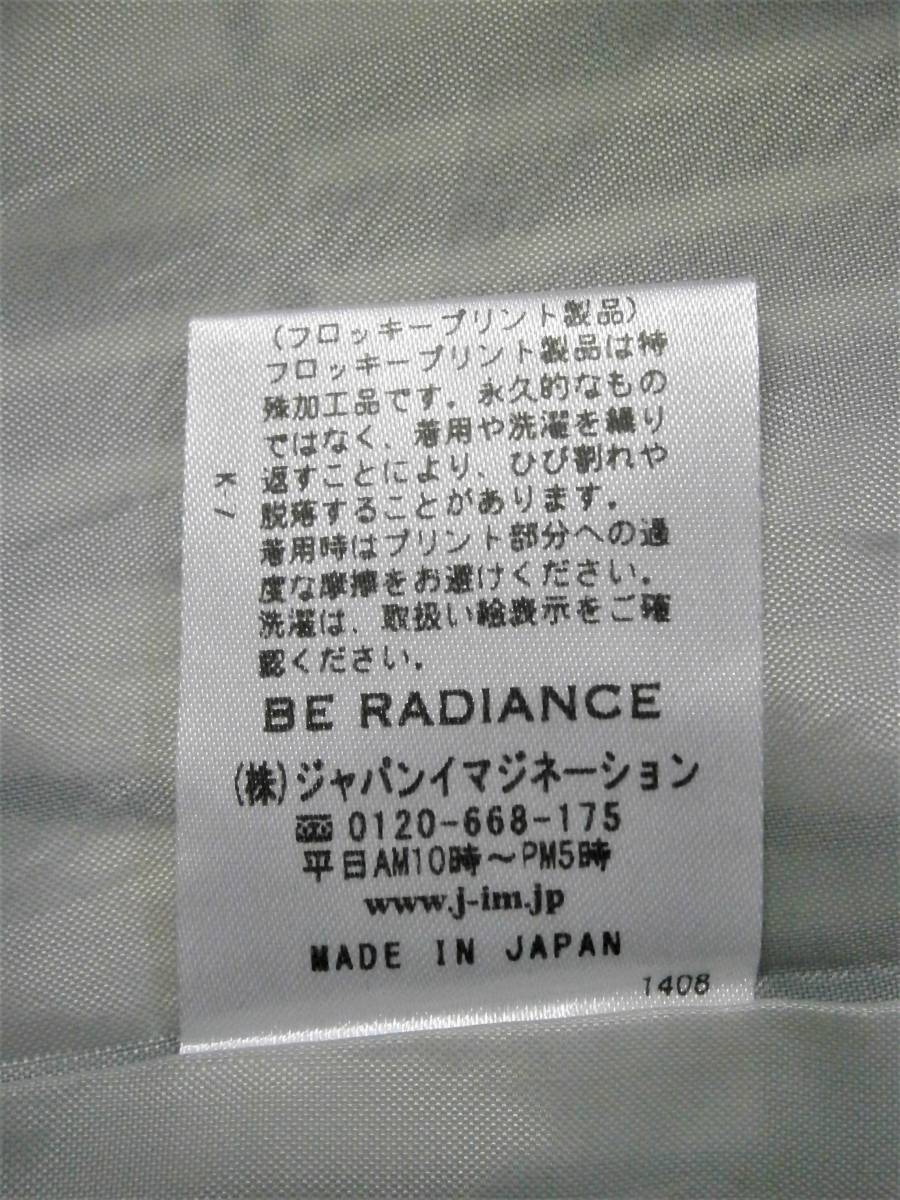 (フロッキープリント製品)
フロッキープリント製品は特
殊加工品です。永久的なもの
ではなく、着用や洗濯を繰り
返すことにより、ひび割れや
脱落することがあります。
着用時はプリント部分への過
度な摩擦をお避けください。
洗濯は、取扱い絵表示をご確
認ください。
BE RADIANCE
(株)ジャパンイマジネーション
0120-668-175
平日AM10時~PM5時
www.j-im.jp
MADE IN JAPAN
1408